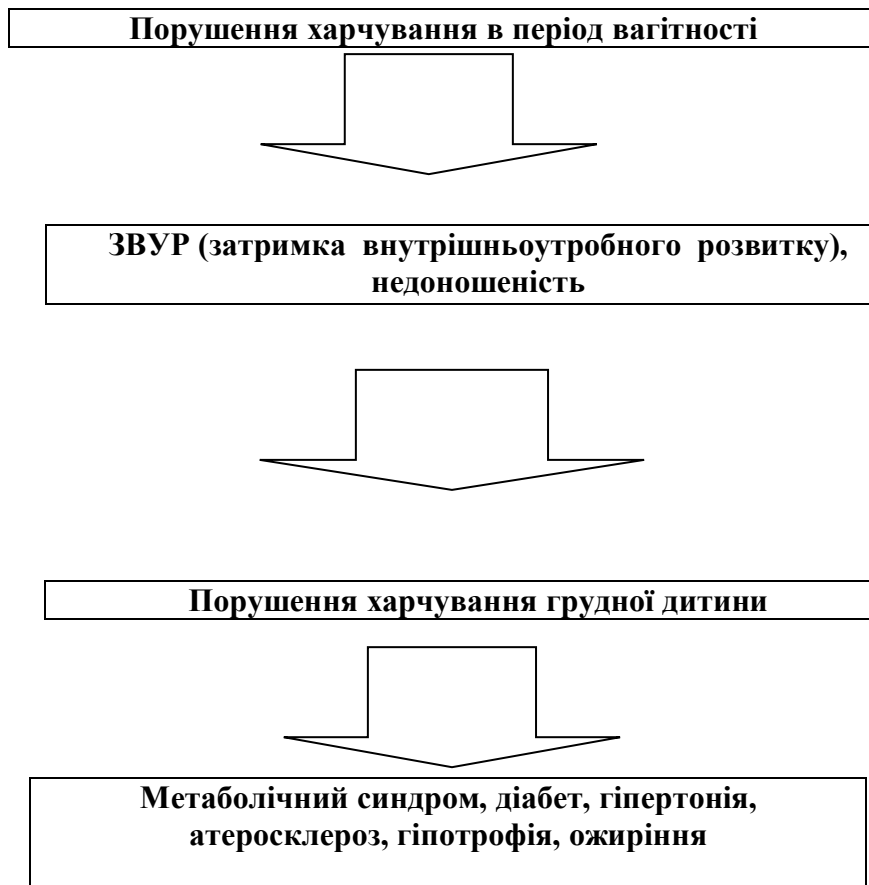 Порушення харчування в період вагітності
ЗВУР (затримка внутрішньоутробного розвитку),
недоношеність
Порушення харчування грудної дитини
Метаболічний синдром, діабет, гіпертонія,
атеросклероз, гіпотрофія, ожиріння